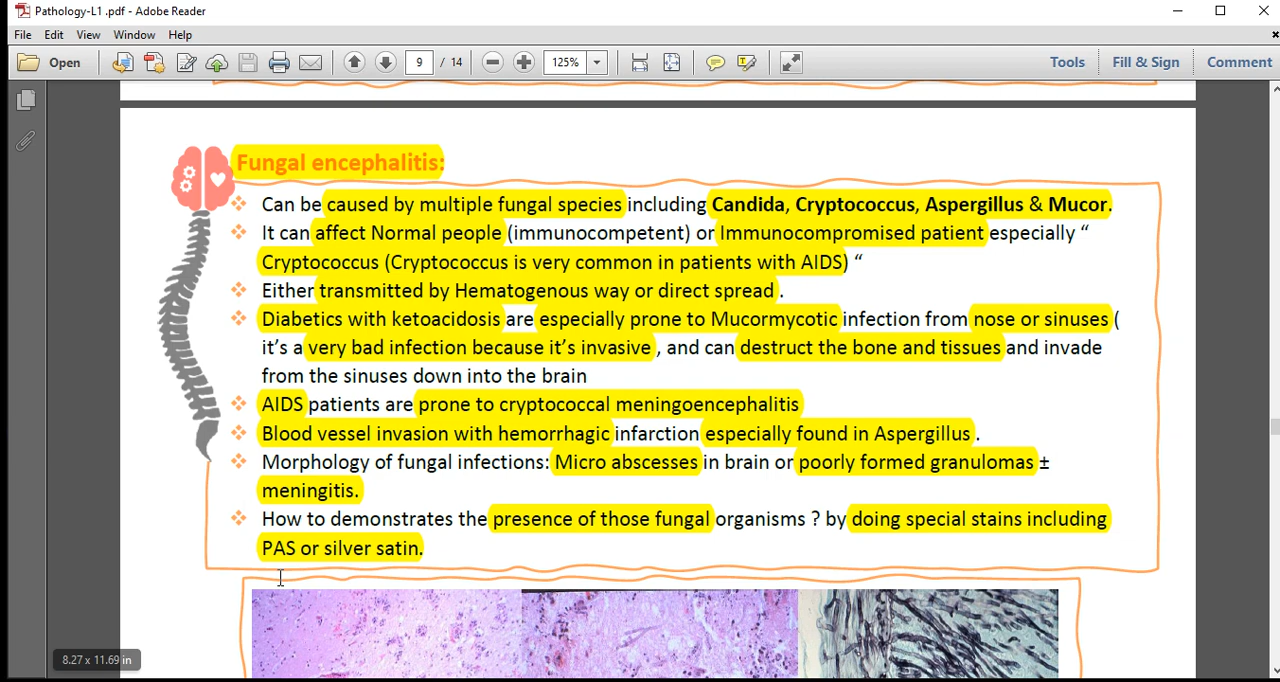 Pathology-L1 .pdf - Adobe Reader
File Edit View Window Help
Open 9 / 14 125% Tools Fill & Sign Comment
Fungal encephalitis:
Can be caused by multiple fungal species including Candida, Cryptococcus, Aspergillus & Mucor.
It can affect Normal people (immunocompetent) or Immunocompromised patient especially “
Cryptococcus (Cryptococcus is very common in patients with AIDS) “
Either transmitted by Hematogenous way or direct spread .
Diabetics with ketoacidosis are especially prone to Mucormycotic infection from nose or sinuses (
it’s a very bad infection because it’s invasive , and can destruct the bone and tissues and invade
from the sinuses down into the brain
AIDS patients are prone to cryptococcal meningoencephalitis
Blood vessel invasion with hemorrhagic infarction especially found in Aspergillus .
Morphology of fungal infections: Micro abscesses in brain or poorly formed granulomas ±
meningitis.
How to demonstrates the presence of those fungal organisms ? by doing special stains including
PAS or silver satin.
8.27 x 11.69 in